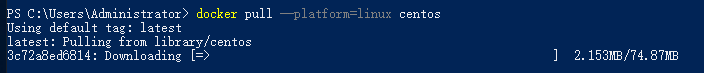 PS C:\Users\Administrator> docker pull --platform=linux centos
Using default tag: latest
latest: Pulling from library/centos
3c72a8ed6814: Downloading [=> ] 2.153MB/74.87MB